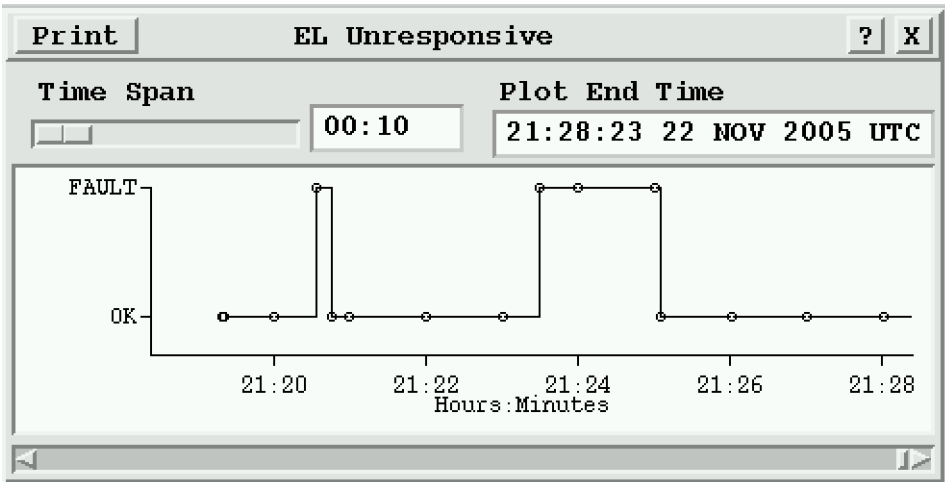 Print EL Unresponsive ? X
Time Span Plot End Time
00:10 21:28:23 22 NOV 2005 UTC
FAULT
OK
21:20 21:22 21:24 21:26 21:28
Hours:Minutes